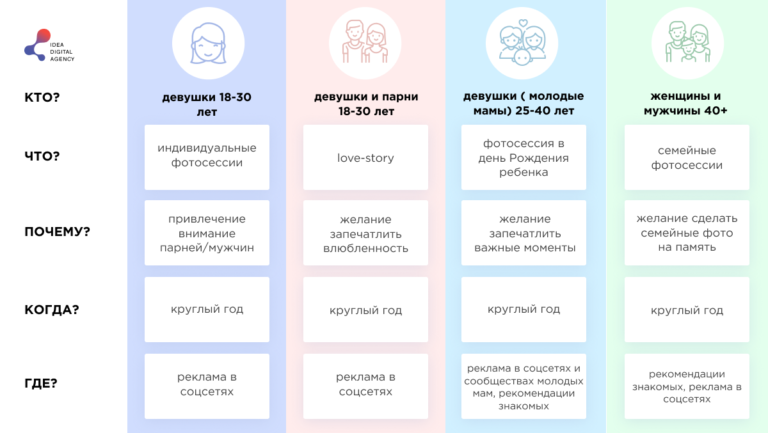 IDEA
DIGITAL
AGENCY
КТО?
девушки 18-30
лет
девушки и парни
18-30 лет
девушки ( молодые
мамы) 25-40 лет
женщины и
мужчины 40+
ЧТО?
индивидуальные
фотосессии
love-story
фотосессия в
день Рождения
ребенка
семейные
фотосессии
ПОЧЕМУ?
привлечение
внимание
парней/мужчин
желание
запечатлить
влюбленность
желание
запечатлить
важные моменты
желание сделать
семейные фото
на память
КОГДА?
круглый год
круглый год
круглый год
круглый год
ГДЕ?
реклама в
соцсетях
реклама в
соцсетях
реклама в соцсетях и
сообществах молодых
мам, рекомендации
знакомых
рекомендации
знакомых, реклама в
соцсетях